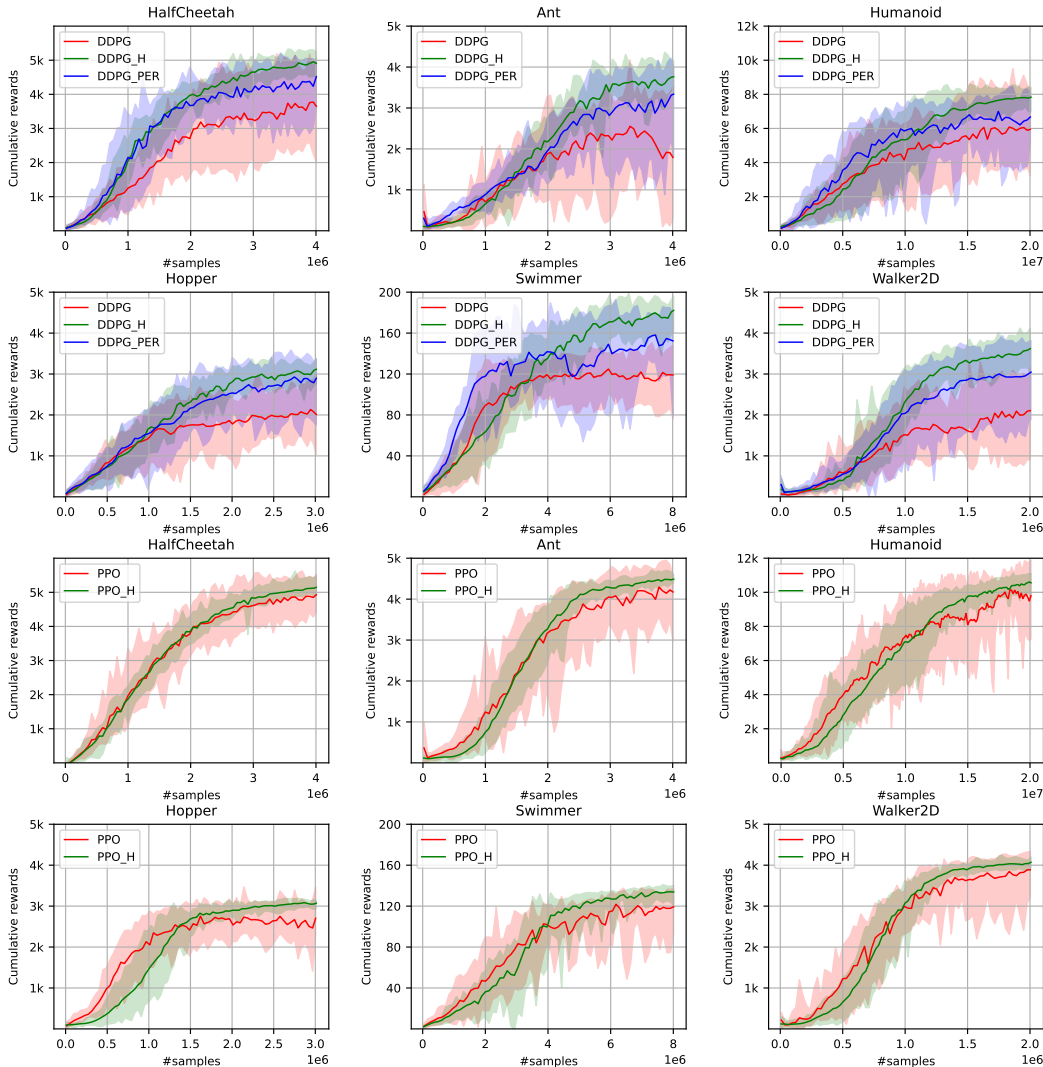 HalfCheetah
Cumulative rewards
5k
4k
3k
2k
1k
DDPG
DDPG_H
DDPG_PER
0 1 2 3 4
#samples
1e6
Ant
Cumulative rewards
5k
4k
3k
2k
1k
DDPG
DDPG_H
DDPG_PER
0 1 2 3 4
#samples
1e6
Humanoid
Cumulative rewards
12k
10k
8k
6k
4k
2k
DDPG
DDPG_H
DDPG_PER
0.0 0.5 1.0 1.5 2.0
#samples
1e7
Hopper
Cumulative rewards
5k
4k
3k
2k
1k
DDPG
DDPG_H
DDPG_PER
0.0 0.5 1.0 1.5 2.0 2.5 3.0
#samples
1e6
Swimmer
Cumulative rewards
200
160
120
80
40
DDPG
DDPG_H
DDPG_PER
0 2 4 6 8
#samples
1e6
Walker2D
Cumulative rewards
5k
4k
3k
2k
1k
DDPG
DDPG_H
DDPG_PER
0.0 0.5 1.0 1.5 2.0
#samples
1e6
HalfCheetah
Cumulative rewards
5k
4k
3k
2k
1k
PPO
PPO_H
0 1 2 3 4
#samples
1e6
Ant
Cumulative rewards
5k
4k
3k
2k
1k
PPO
PPO_H
0 1 2 3 4
#samples
1e6
Humanoid
Cumulative rewards
12k
10k
8k
6k
4k
2k
PPO
PPO_H
0.0 0.5 1.0 1.5 2.0
#samples
1e7
Hopper
Cumulative rewards
5k
4k
3k
2k
1k
PPO
PPO_H
0.0 0.5 1.0 1.5 2.0 2.5 3.0
#samples
1e6
Swimmer
Cumulative rewards
200
160
120
80
40
PPO
PPO_H
0 2 4 6 8
#samples
1e6
Walker2D
Cumulative rewards
5k
4k
3k
2k
1k
PPO
PPO_H
0.0 0.5 1.0 1.5 2.0
#samples
1e6